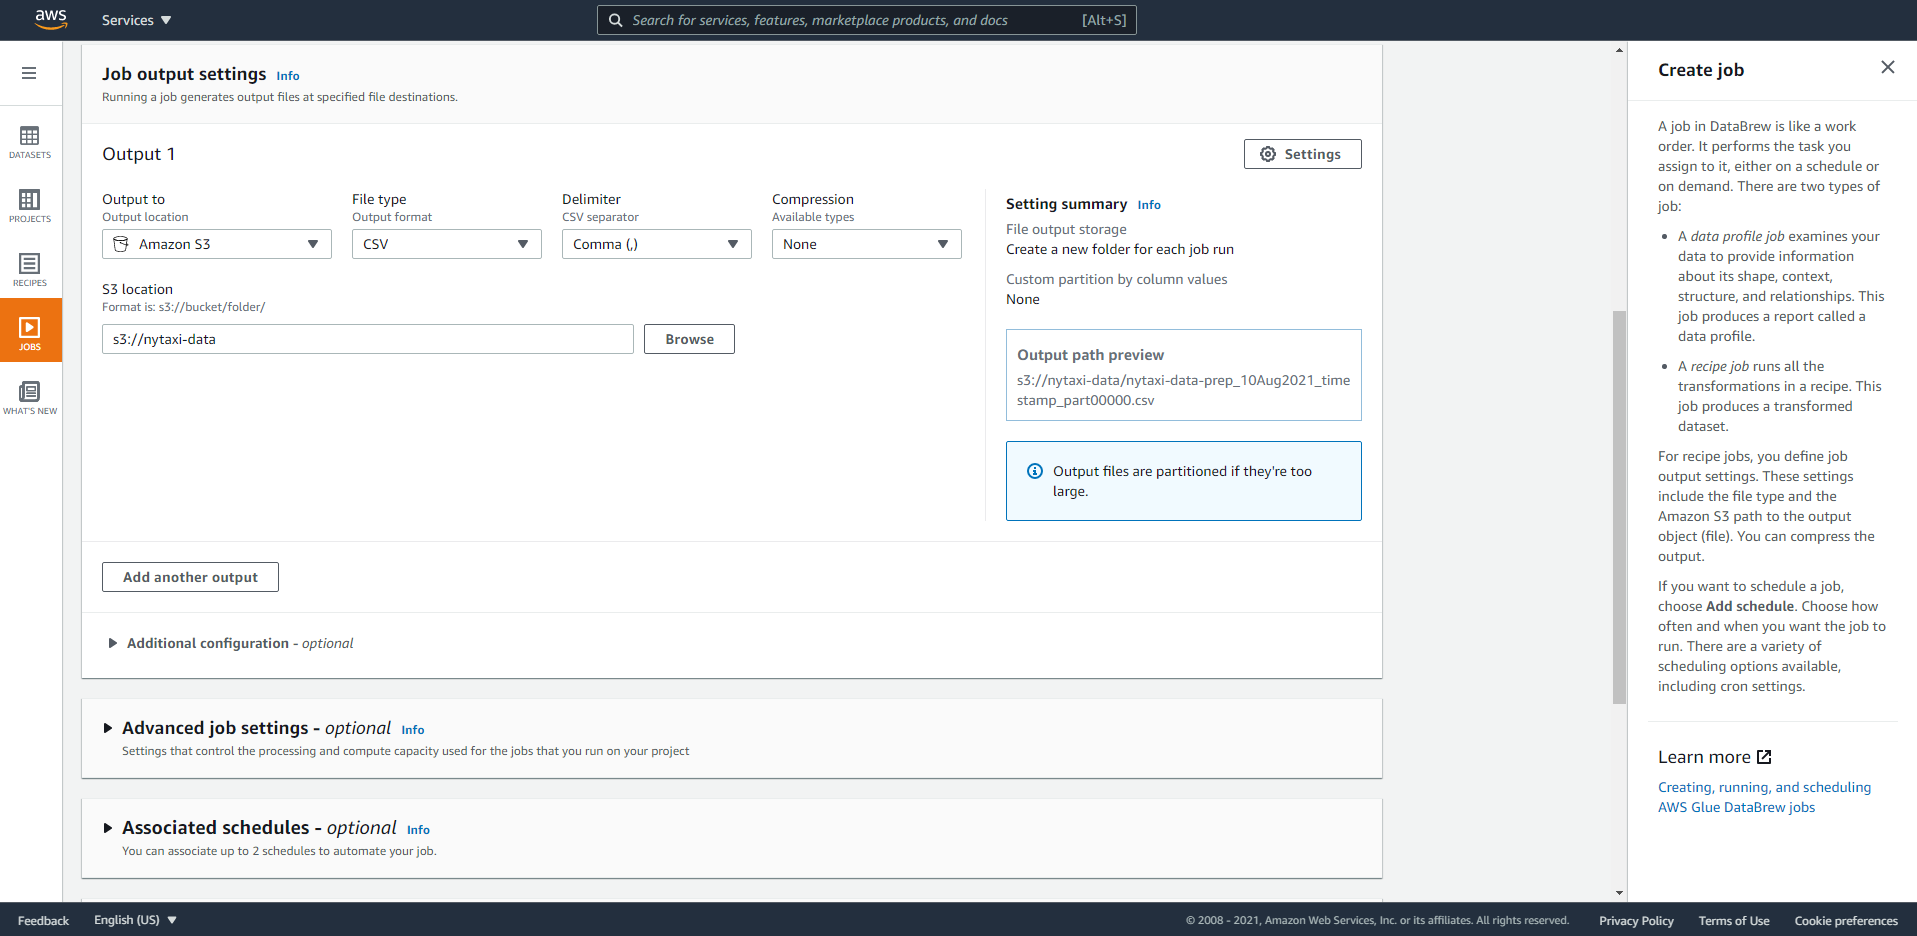 aws
Services
Search for services, features, marketplace products, and docs [Alt+S]
DATASETS
PROJECTS
RECIPES
JOBS
WHAT'S NEW
Job output settings Info
Running a job generates output files at specified file destinations.
Output 1
Settings
Output to
Output location
Amazon S3
File type
Output format
CSV
Delimiter
CSV separator
Comma (,)
Compression
Available types
None
S3 location
Format is: s3://bucket/folder/
s3://nytaxi-data
Browse
Setting summary Info
File output storage
Create a new folder for each job run
Custom partition by column values
None
Output path preview
s3://nytaxi-data/nytaxi-data-prep_10Aug2021_time
stamp_part00000.csv
Output files are partitioned if they're too
large.
Add another output
Additional configuration - optional
Advanced job settings - optional Info
Settings that control the processing and compute capacity used for the jobs that you run on your project
Associated schedules - optional Info
You can associate up to 2 schedules to automate your job.
Create job
A job in DataBrew is like a work
order. It performs the task you
assign to it, either on a schedule or
on demand. There are two types of
job:
• A data profile job examines your
data to provide information
about its shape, context,
structure, and relationships. This
job produces a report called a
data profile.
• A recipe job runs all the
transformations in a recipe. This
job produces a transformed
dataset.
For recipe jobs, you define job
output settings. These settings
include the file type and the
Amazon S3 path to the output
object (file). You can compress the
output.
If you want to schedule a job,
choose Add schedule. Choose how
often and when you want the job to
run. There are a variety of
scheduling options available,
including cron settings.
Learn more
Creating, running, and scheduling
AWS Glue DataBrew jobs
Feedback
English (US)
© 2008 - 2021, Amazon Web Services, Inc. or its affiliates. All rights reserved.
Privacy Policy
Terms of Use
Cookie preferences